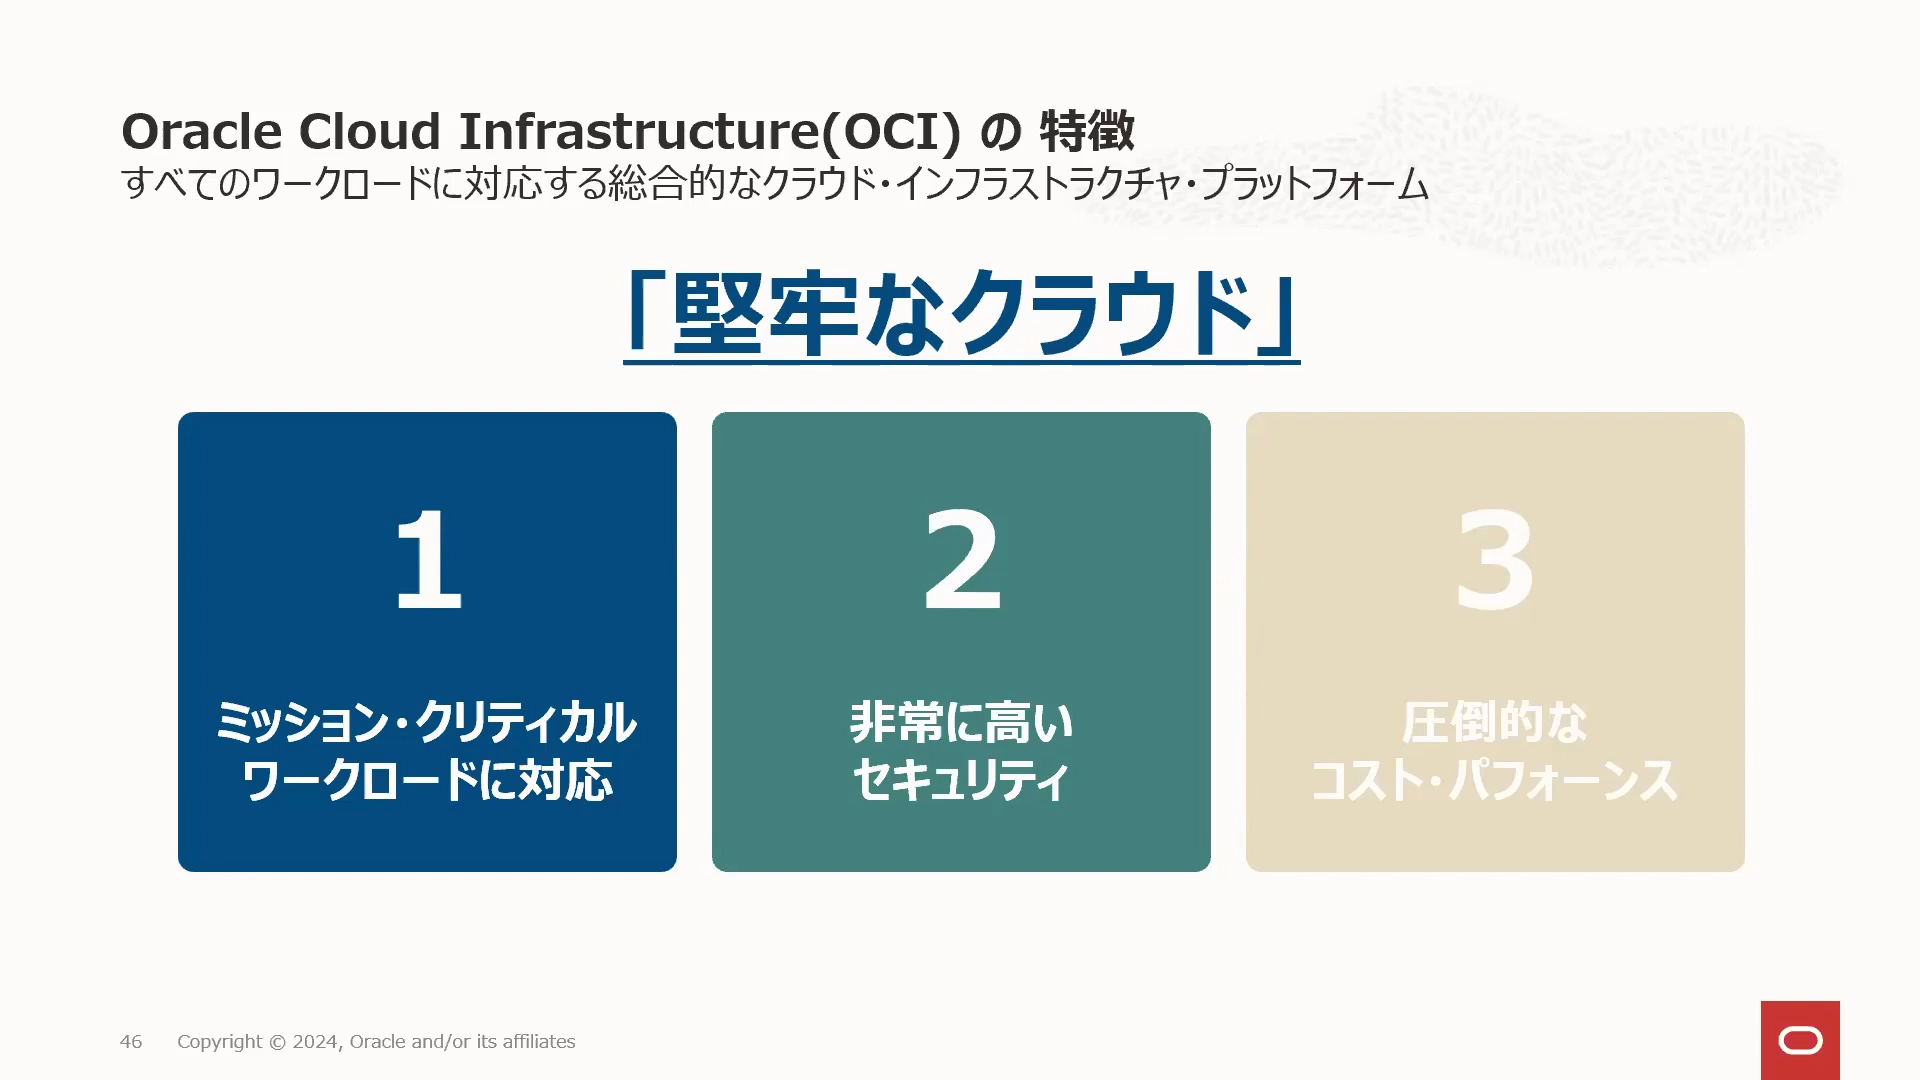 Oracle Cloud Infrastructure(OCI) の 特徴
すべてのワークロードに対応する総合的なクラウド・インフラストラクチャ・プラットフォーム
「堅牢なクラウド」
1
ミッション・クリティカル
ワークロードに対応
2
非常に高い
セキュリティ
3
圧倒的な
コスト・パフォーンス
46 Copyright © 2024, Oracle and/or its affiliates